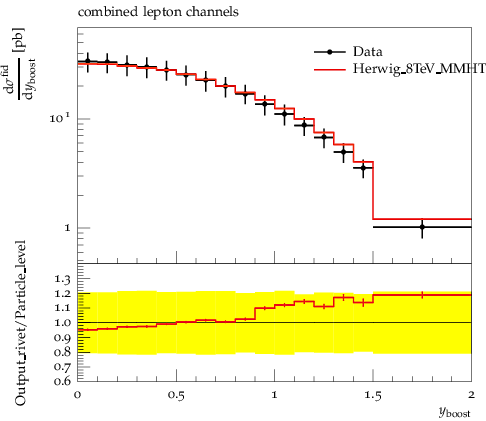 combined lepton channels
dσ^fid/dy_boost [pb]
Data
Herwig_8TeV_MMHT
10^1
1
Output_rivet/Particle_level
1.3
1.2
1.1
1.0
0.9
0.8
0.7
0.6
0 0.5 1 1.5 2
y_boost